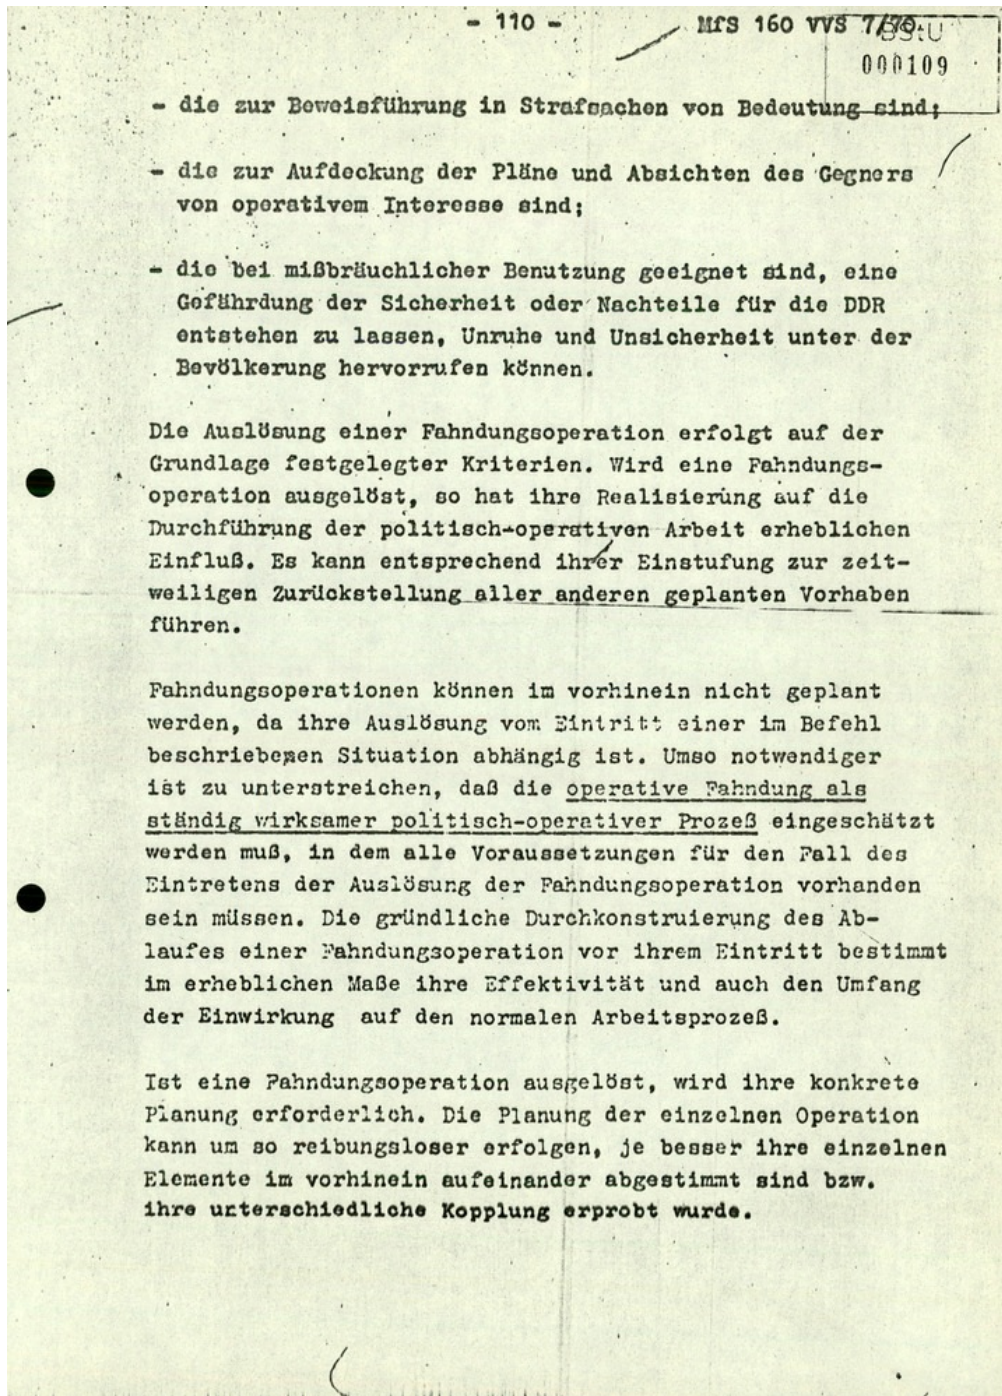 - 110 -
MfS 160 VVS 7/79
BStU
000109
- die zur Beweisführung in Strafsachen von Bedeutung sind;
- die zur Aufdeckung der Pläne und Absichten des Gegners
von operativem Interesse sind;
- die bei mißbräuchlicher Benutzung geeignet sind, eine
Gefährdung der Sicherheit oder Nachteile für die DDR
entstehen zu lassen, Unruhe und Unsicherheit unter der
Bevölkerung hervorrufen können.
Die Auslösung einer Fahndungsoperation erfolgt auf der
Grundlage festgelegter Kriterien. Wird eine Fahndungs-
operation ausgelöst, so hat ihre Realisierung auf die
Durchführung der politisch-operativen Arbeit erheblichen
Einfluß. Es kann entsprechend ihrer Einstufung zur zeit-
weiligen Zurückstellung aller anderen geplanten Vorhaben
führen.
Fahndungsoperationen können im vorhinein nicht geplant
werden, da ihre Auslösung vom Eintritt einer im Befehl
beschriebenen Situation abhängig ist. Umso notwendiger
ist zu unterstreichen, daß die operative Fahndung als
ständig wirksamer politisch-operativer Prozeß eingeschätzt
werden muß, in dem alle Voraussetzungen für den Fall des
Eintretens der Auslösung der Fahndungsoperation vorhanden
sein müssen. Die gründliche Durchkonstruierung des Ab-
laufes einer Fahndungsoperation vor ihrem Eintritt bestimmt
im erheblichen Maße ihre Effektivität und auch den Umfang
der Einwirkung auf den normalen Arbeitsprozeß.
Ist eine Fahndungsoperation ausgelöst, wird ihre konkrete
Planung erforderlich. Die Planung der einzelnen Operation
kann um so reibungsloser erfolgen, je besser ihre einzelnen
Elemente im vorhinein aufeinander abgestimmt sind bzw.
ihre unterschiedliche Kopplung erprobt wurde.